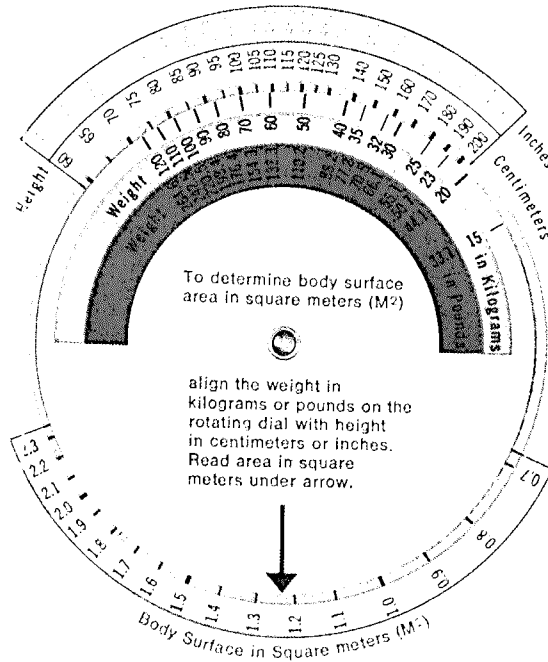 60 65 70 75 80 85 90 95 100 105 110 115 120 125 130 140 150 160 170 180 190 200
Height
Inches
Centimeters
120 110 100 90 80 70 60 50 40 35 32 30 25 23 20 15
Weight
in Kilograms
Weight
in Pounds
To determine body surface
area in square meters (M²)
align the weight in
kilograms or pounds on the
rotating dial with height
in centimeters or inches.
Read area in square
meters under arrow.
2.3 2.2 2.1 2.0 1.9 1.8 1.7 1.6 1.5 1.4 1.3 1.2 1.1 1.0 0.9 0.8 0.7
Body Surface in Square meters (M²)